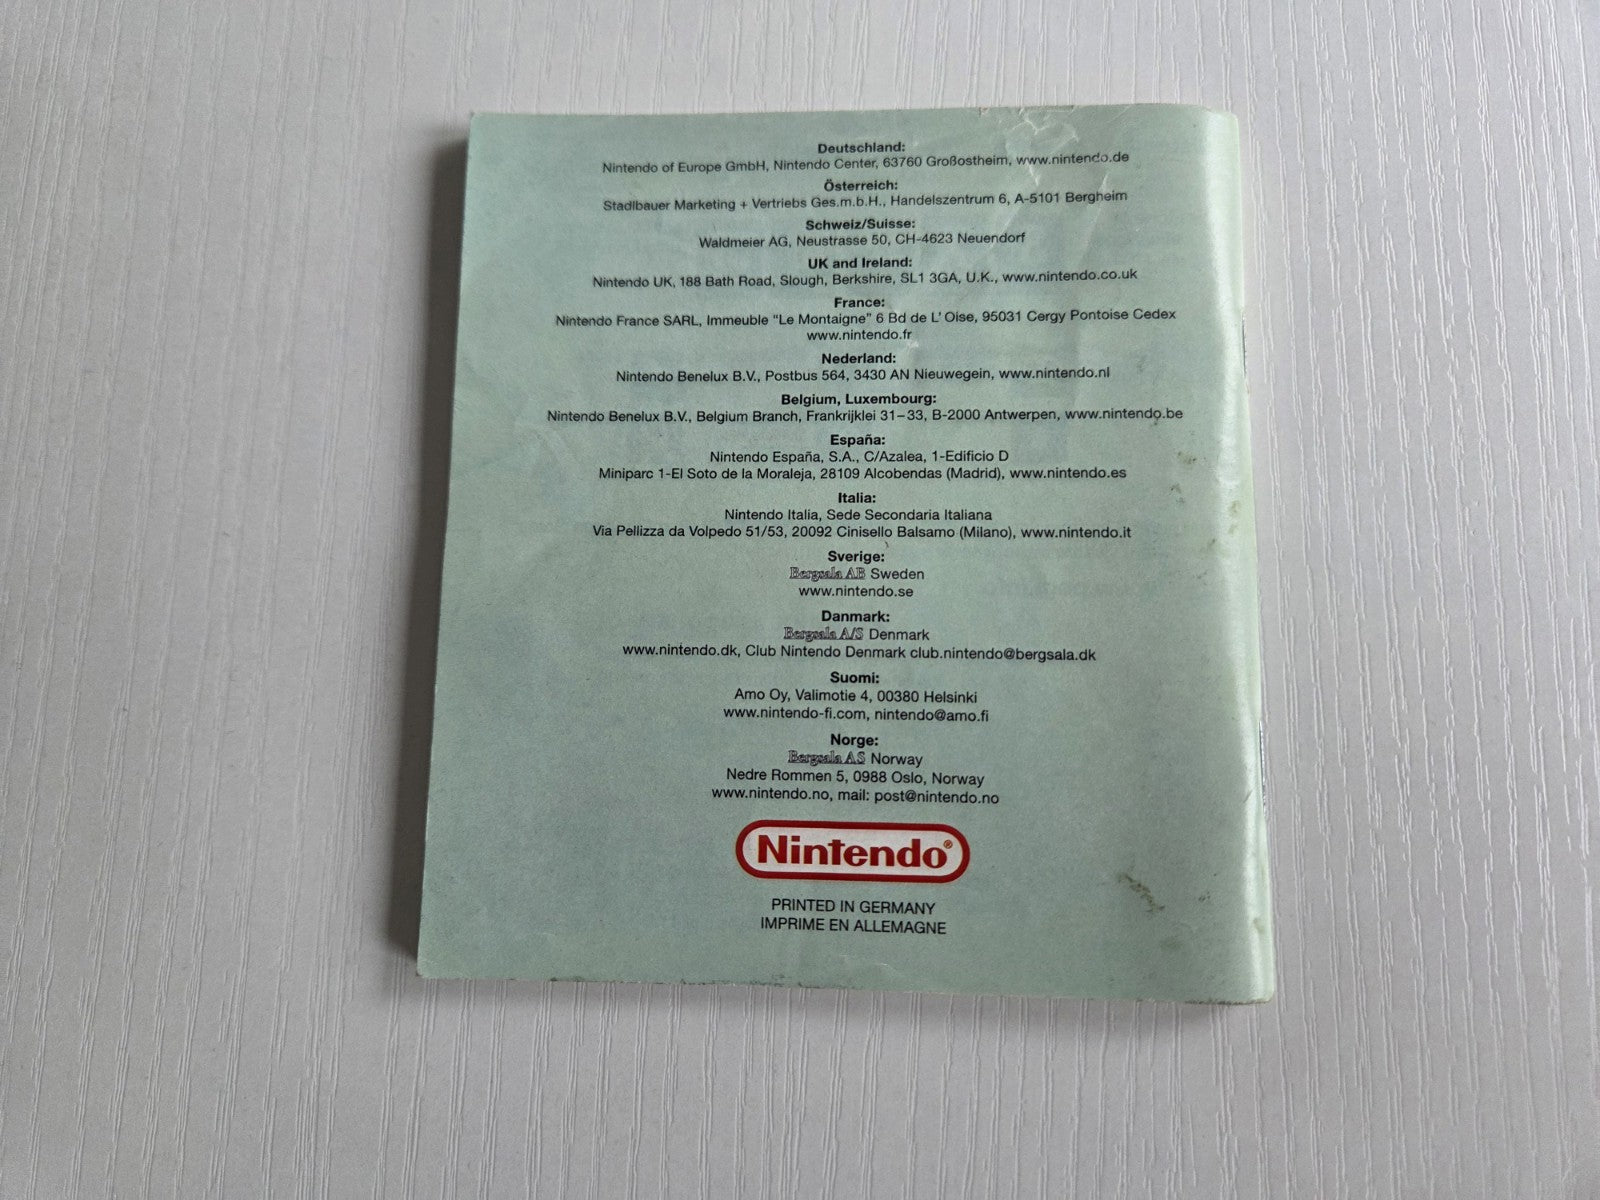 Deutschland:
Nintendo of Europe GmbH, Nintendo Center, 63760 Großostheim, www.nintendo.de
Österreich:
Stadlbauer Marketing + Vertriebs Ges.m.b.H., Handelszentrum 6, A-5101 Bergheim
Schweiz/Suisse:
Waldmeier AG, Neustrasse 50, CH-4623 Neuendorf
UK and Ireland:
Nintendo UK, 188 Bath Road, Slough, Berkshire, SL1 3GA, U.K., www.nintendo.co.uk
France:
Nintendo France SARL, Immeuble “Le Montaigne” 6 Bd de L’ Oise, 95031 Cergy Pontoise Cedex
www.nintendo.fr
Nederland:
Nintendo Benelux B.V., Postbus 564, 3430 AN Nieuwegein, www.nintendo.nl
Belgium, Luxembourg:
Nintendo Benelux B.V., Belgium Branch, Frankrijklei 31–33, B-2000 Antwerpen, www.nintendo.be
España:
Nintendo España, S.A., C/Azalea, 1-Edificio D
Miniparc 1-El Soto de la Moraleja, 28109 Alcobendas (Madrid), www.nintendo.es
Italia:
Nintendo Italia, Sede Secondaria Italiana
Via Pellizza da Volpedo 51/53, 20092 Cinisello Balsamo (Milano), www.nintendo.it
Sverige:
Bergsala AB Sweden
www.nintendo.se
Danmark:
Bergsala A/S Denmark
www.nintendo.dk, Club Nintendo Denmark club.nintendo@bergsala.dk
Suomi:
Amo Oy, Valimotie 4, 00380 Helsinki
www.nintendo-fi.com, nintendo@amo.fi
Norge:
Bergsala AS Norway
Nedre Rommen 5, 0988 Oslo, Norway
www.nintendo.no, mail: post@nintendo.no
Nintendo®
PRINTED IN GERMANY
IMPRIME EN ALLEMAGNE